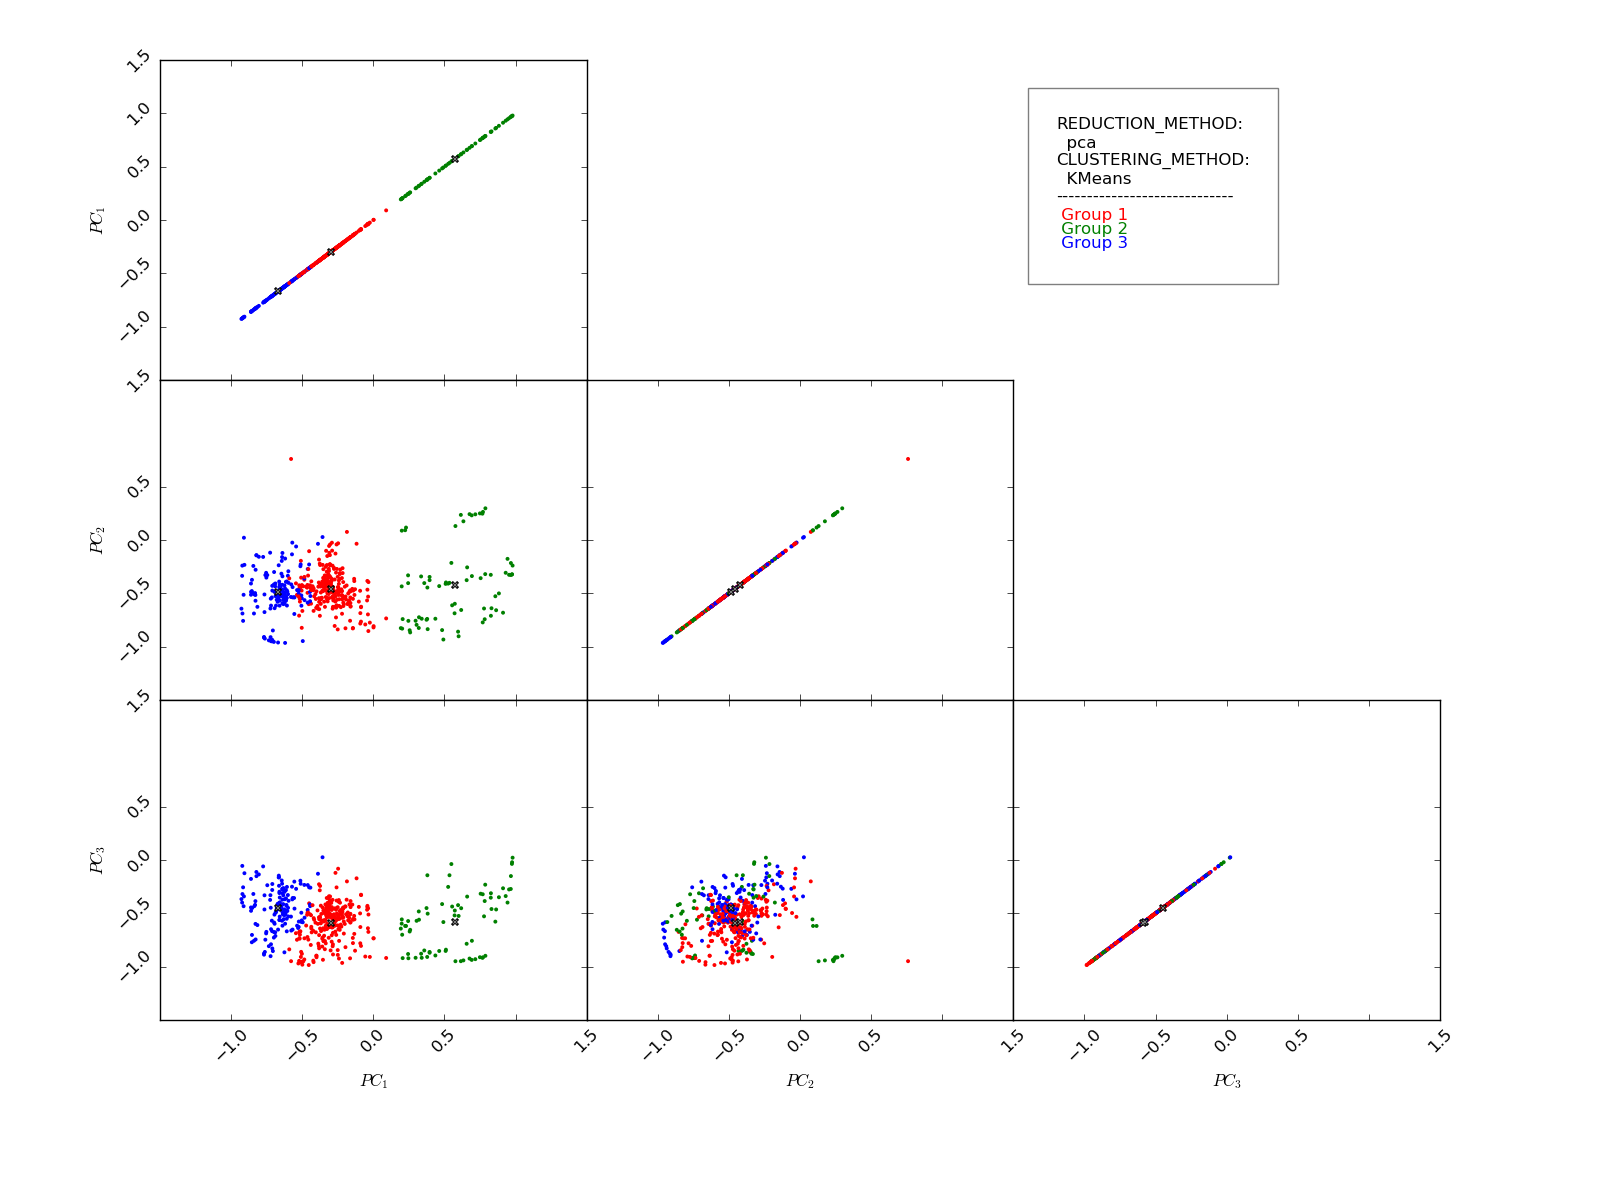 1.5
1.0
0.5
0.0
−0.5
−1.0
PC1
REDUCTION_METHOD:
pca
CLUSTERING_METHOD:
KMeans
------------------------------
Group 1
Group 2
Group 3
1.5
0.5
0.0
−0.5
−1.0
PC2
1.5
0.5
0.0
−0.5
−1.0
PC3
−1.0 −0.5 0.0 0.5 1.5 −1.0 −0.5 0.0 0.5 1.5 −1.0 −0.5 0.0 0.5 1.5
PC1 PC2 PC3